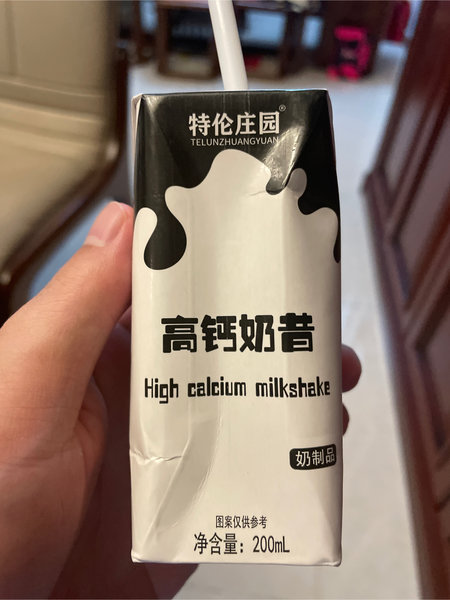 特伦庄园®
TELUNZHUANGYUAN
高钙奶昔
High calcium milkshake
奶制品
图案仅供参考
净含量：200mL